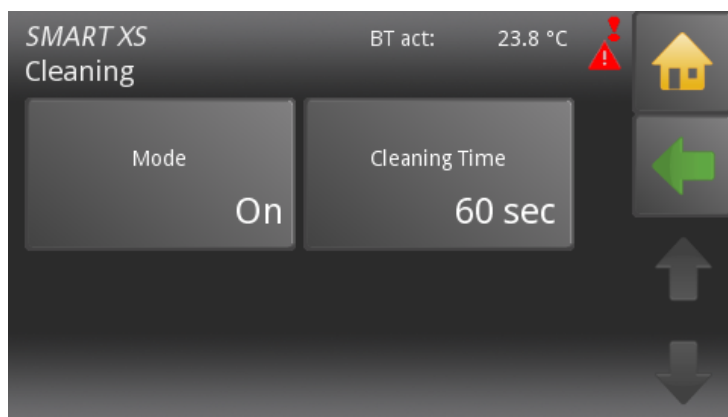 SMART XS
BT act: 23.8 °C
Cleaning
Mode
On
Cleaning Time
60 sec